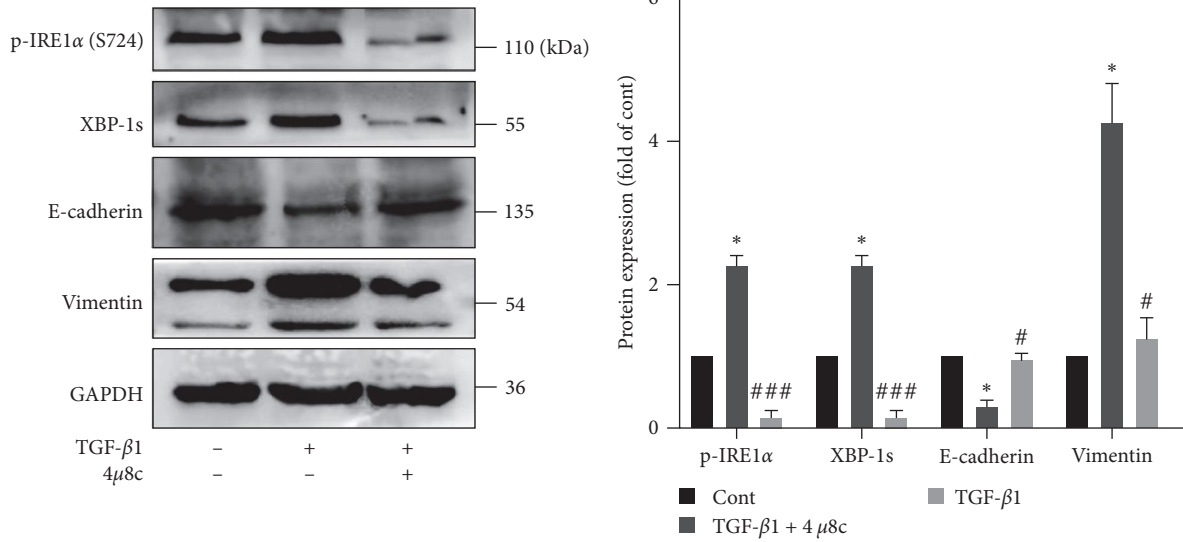 p-IRE1α (S724)
110 (kDa)
XBP-1s
55
E-cadherin
135
Vimentin
54
GAPDH
36
TGF-β1 – + +
4μ8c – – +
Protein expression (fold of cont)
6
4
2
0
*
###
*
###
*
#
*
#
p-IRE1α XBP-1s E-cadherin Vimentin
Cont TGF-β1
TGF-β1 + 4 μ8c